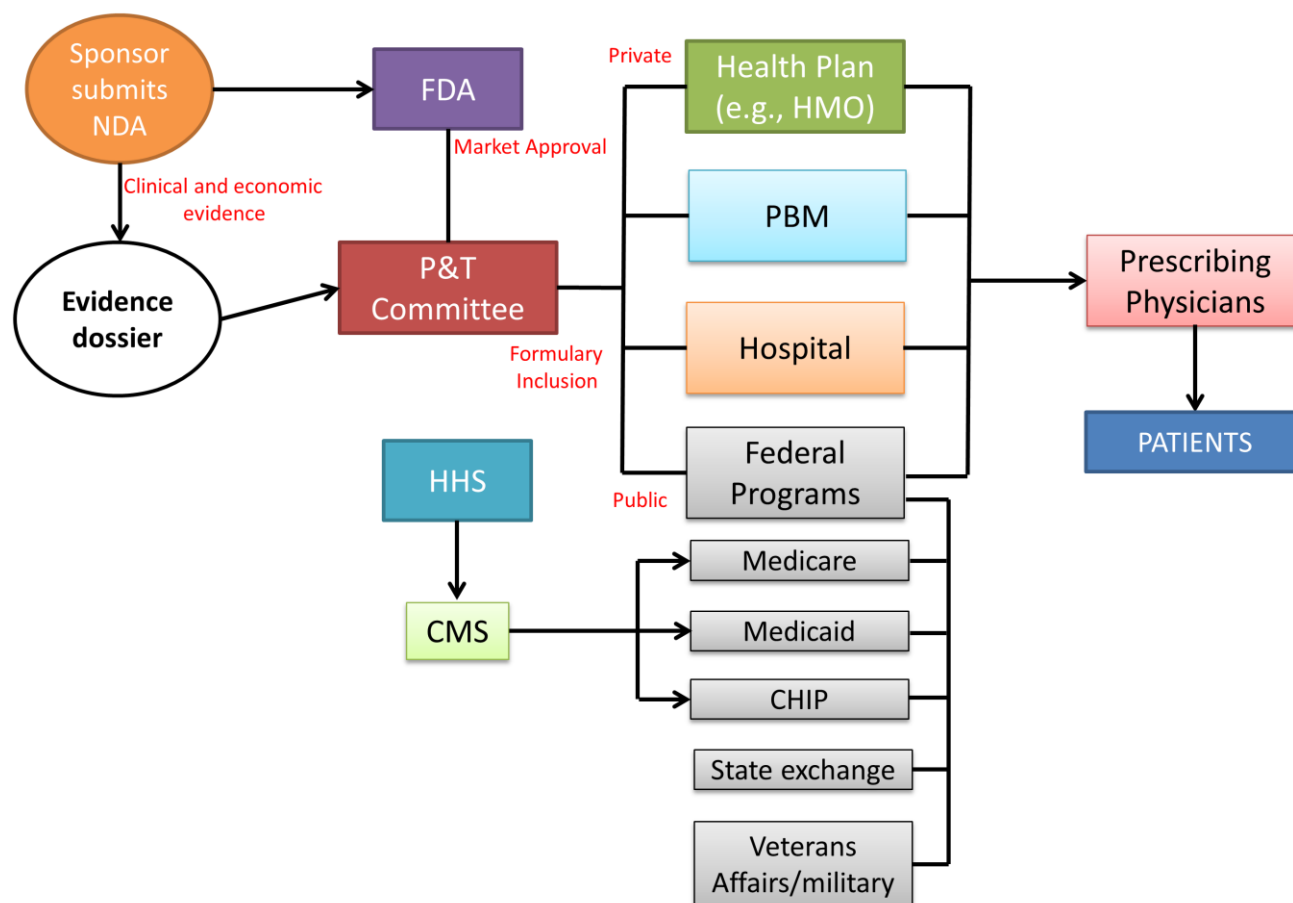 Sponsor
submits
NDA
FDA
Private
Health Plan
(e.g., HMO)
Market Approval
Clinical and economic
evidence
PBM
Evidence
dossier
P&T
Committee
Prescribing
Physicians
Formulary
Inclusion
Hospital
PATIENTS
HHS
Public
Federal
Programs
Medicare
CMS
Medicaid
CHIP
State exchange
Veterans
Affairs/military